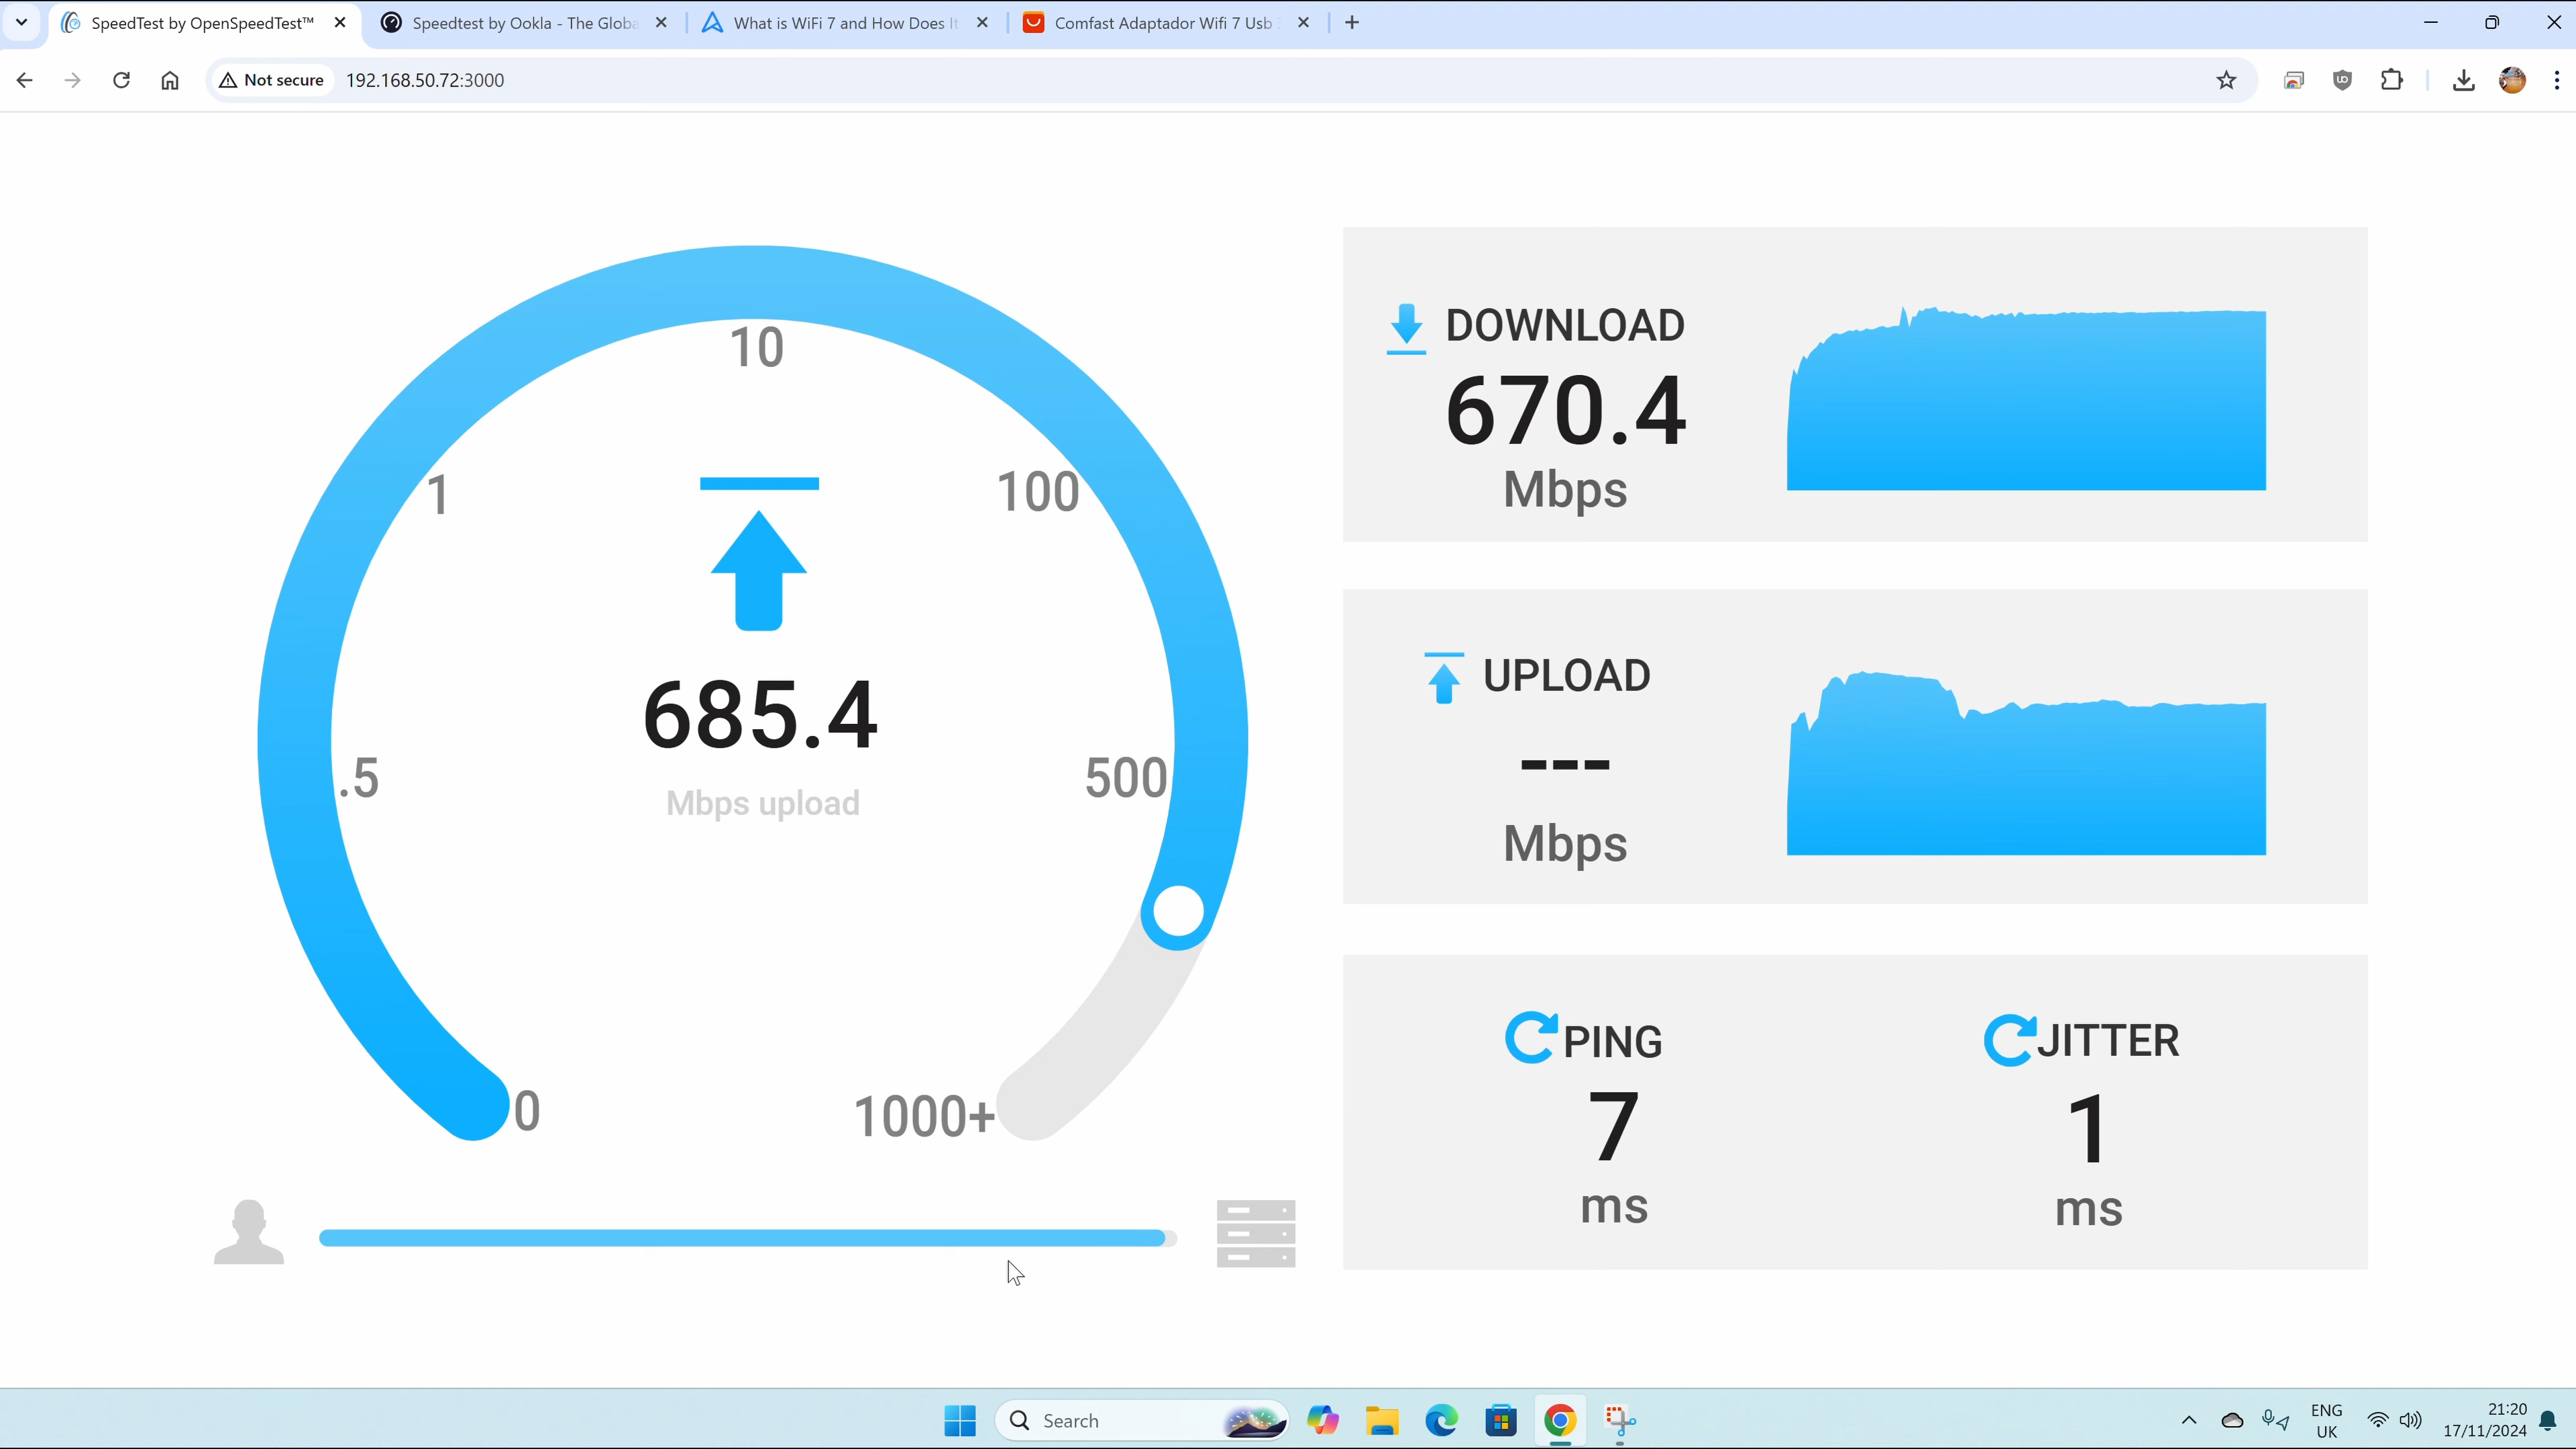 SpeedTest by OpenSpeedTest™
Speedtest by Ookla - The Globa
What is WiFi 7 and How Does It
Comfast Adaptador Wifi 7 Usb
Not secure
192.168.50.72:3000
10
1
100
.5
500
0
1000+
685.4
Mbps upload
DOWNLOAD
670.4
Mbps
UPLOAD
---
Mbps
PING
7
ms
JITTER
1
ms
Search
ENG
UK
21:20
17/11/2024